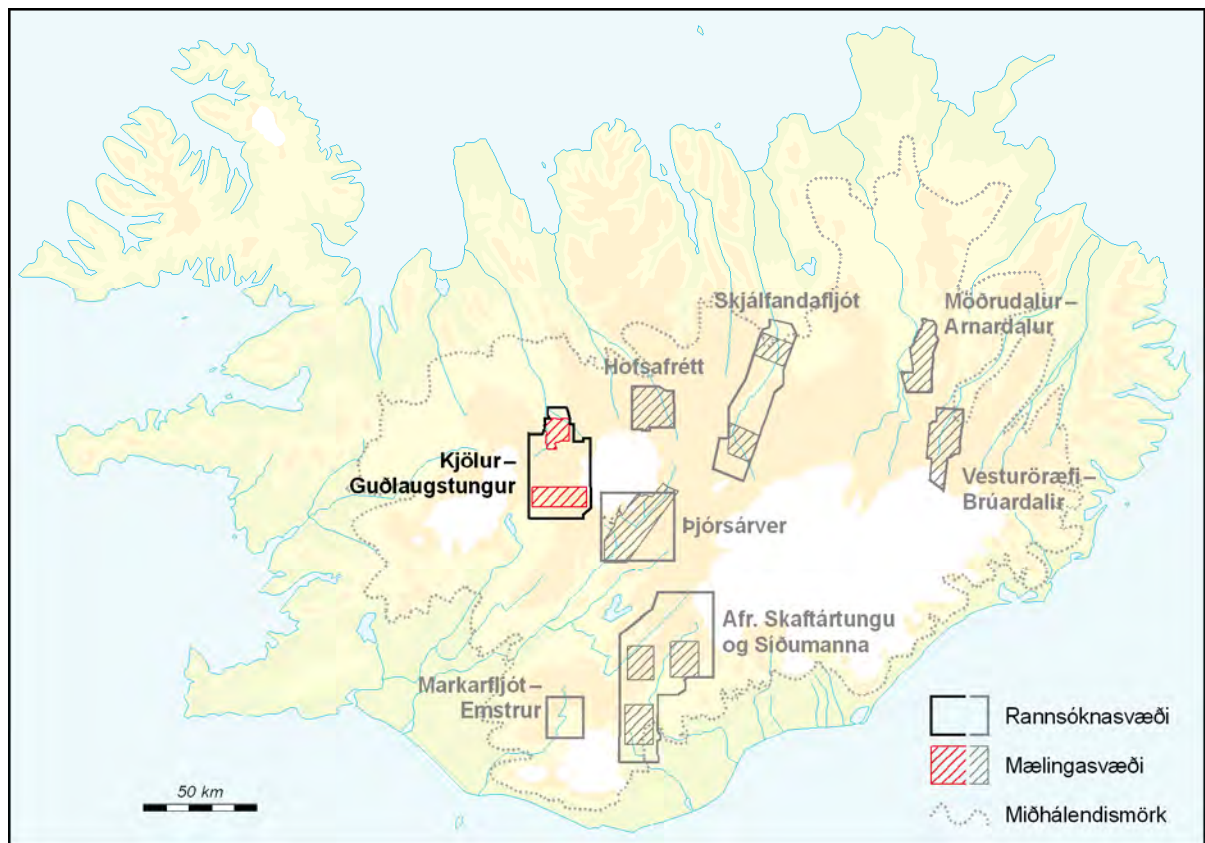 Skjálfandafljót
Möðrudalur –
Arnardalur
Hofsafrétt
Kjölur –
Guðlaugstungur
Vesturöræfi –
Brúardalir
Þjórsárver
Afr. Skaftártungu
og Síðumanna
Markarfljót –
Emstrur
Rannsóknasvæði
Mælingasvæði
Miðhálendismörk
50 km